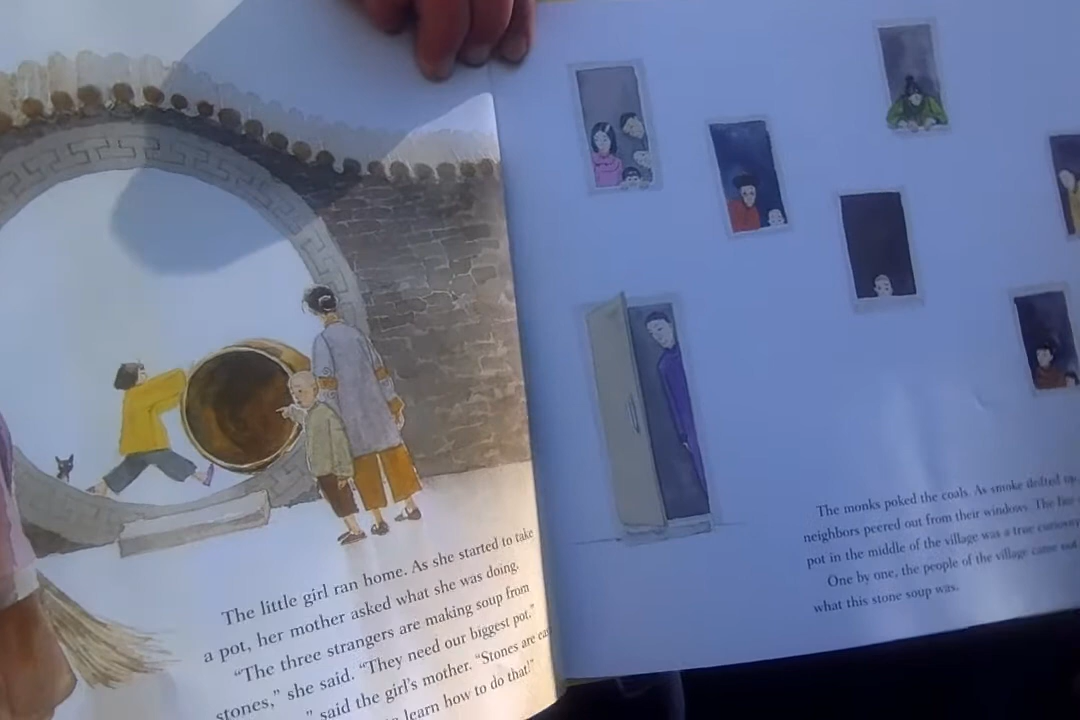 The little girl ran home. As she started to take
a pot, her mother asked what she was doing.
"The three strangers are making soup from
stones," she said. "They need our biggest pot."
" said the girl's mother. "Stones are
learn how to do that!"
The monks poked the coals. As smoke drifted up,
neighbors peered out from their windows. The
pot in the middle of the village was a true curiosity
One by one, the people of the village came out
what this stone soup was.